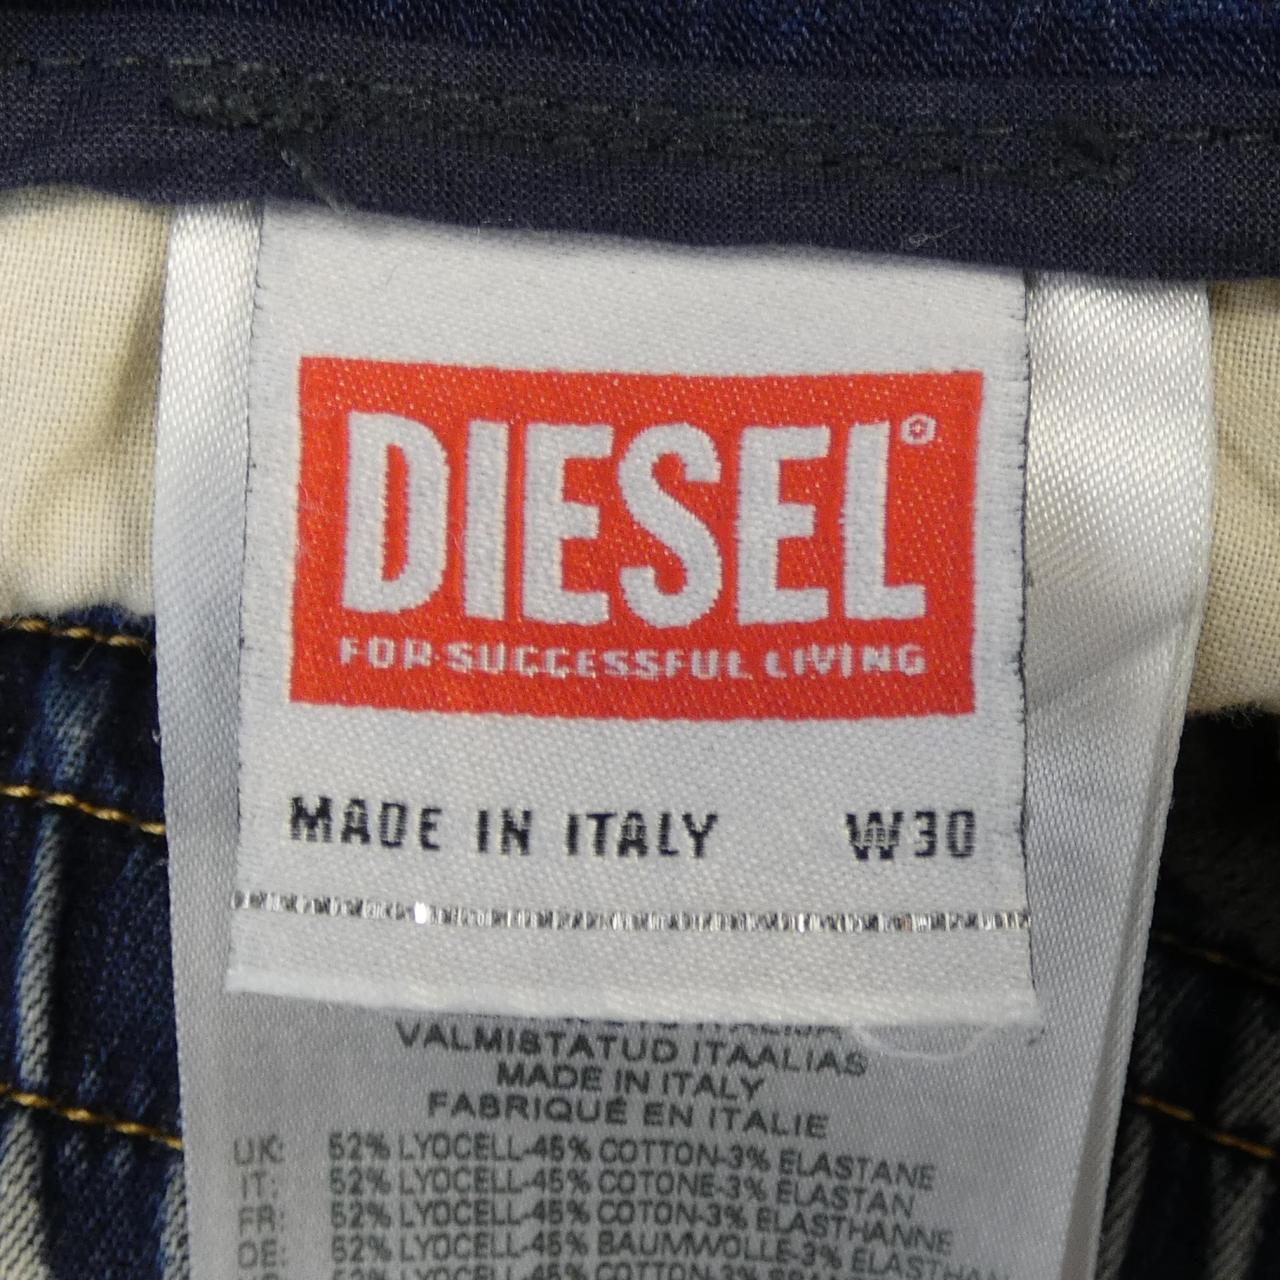 DIESEL®
FOR SUCCESSFUL LIVING
MADE IN ITALY W30
VALMISTATUD ITAALIAS
MADE IN ITALY
FABRIQUÉ EN ITALIE
UK: 52% LYOCELL-45% COTTON-3% ELASTANE
IT: 52% LYOCELL-45% COTONE-3% ELASTAN
FR: 52% LYOCELL-45% COTON-3% ELASTHANNE
DE: 52% LYOCELL-45% BAUMWOLLE-3%